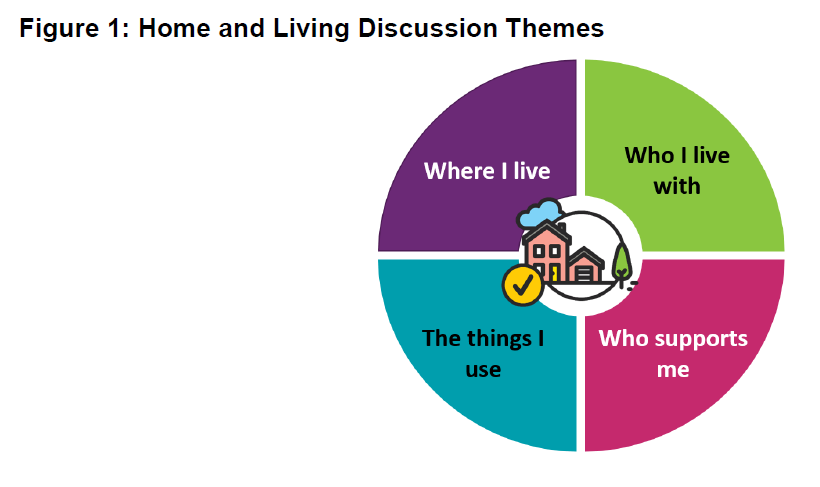 Figure 1: Home and Living Discussion Themes
Where I live
Who I live
with
The things I
use
Who supports
me